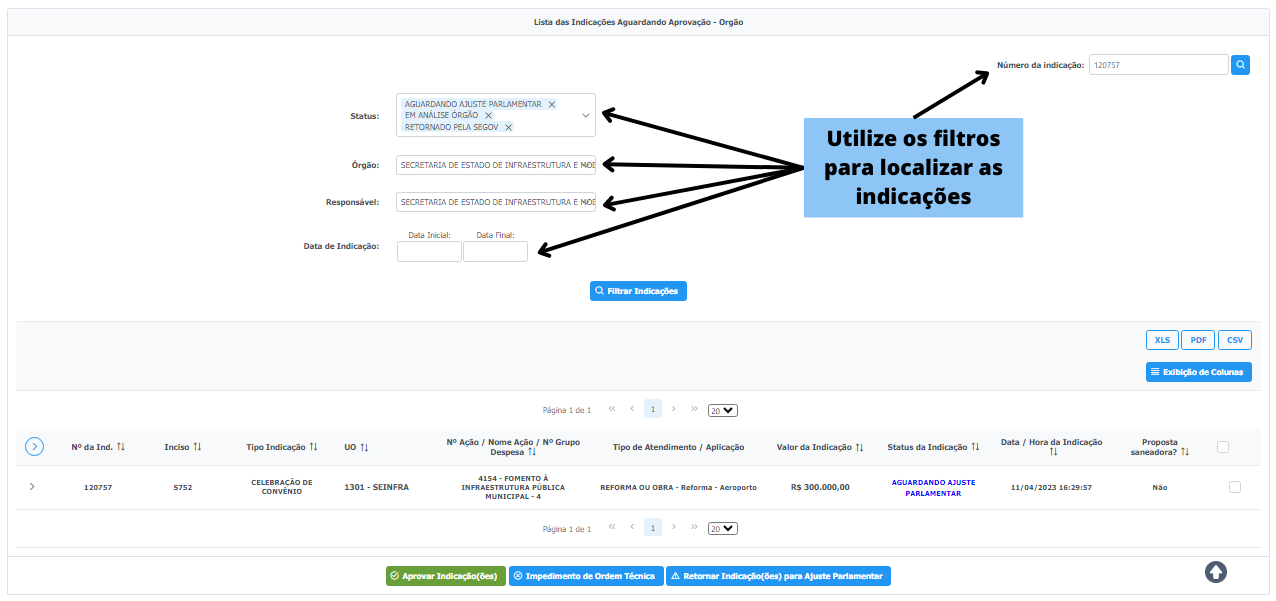 Lista das Indicações Aguardando Aprovação - Orgão
Número da indicação: 120757
Status:
AGUARDANDO AJUSTE PARLAMENTAR
EM ANÁLISE ÓRGÃO
RETORNADO PELA SEGOV
Utilize os filtros
para localizar as
indicações
Órgão: SECRETARIA DE ESTADO DE INFRAESTRUTURA E
Responsável: SECRETARIA DE ESTADO DE INFRAESTRUTURA E
Data de Indicação:
Data Inicial: Data Final:
Filtrar Indicações
XLS PDF CSV
Exibição de Colunas
Página 1 de 1 1 20
Nº da Ind. Inciso Tipo Indicação UO Nº Ação / Nome Ação / Nº Grupo Despesa Tipo de Atendimento / Aplicação Valor da Indicação Status da Indicação Data / Hora da Indicação Proposta saneadora?
120757 5752 CELEBRAÇÃO DE CONVÊNIO 1301 - SEINFRA 4154 - FOMENTO À INFRAESTRUTURA PÚBLICA MUNICIPAL - 4 REFORMA OU OBRA - Reforma - Aeroporto R$ 300.000,00 AGUARDANDO AJUSTE PARLAMENTAR 11/04/2023 16:29:57 Não
Página 1 de 1 1 20
Aprovar Indicação(ões) Impedimento de Ordem Técnica Retornar Indicação(ões) para Ajuste Parlamentar